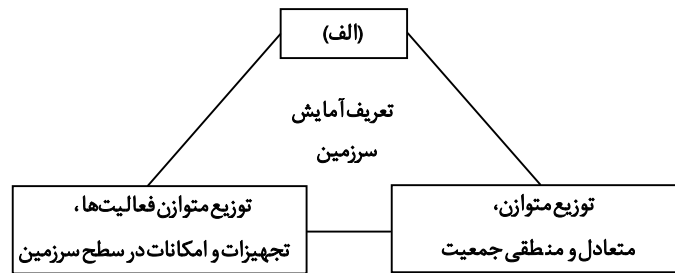 (الف)
تعریف آمایش
سرزمین
توزیع متوازن،
متعادل و منطقی جمعیت
توزیع متوازن فعالیت‌ها،
تجهیزات و امکانات در سطح سرزمین